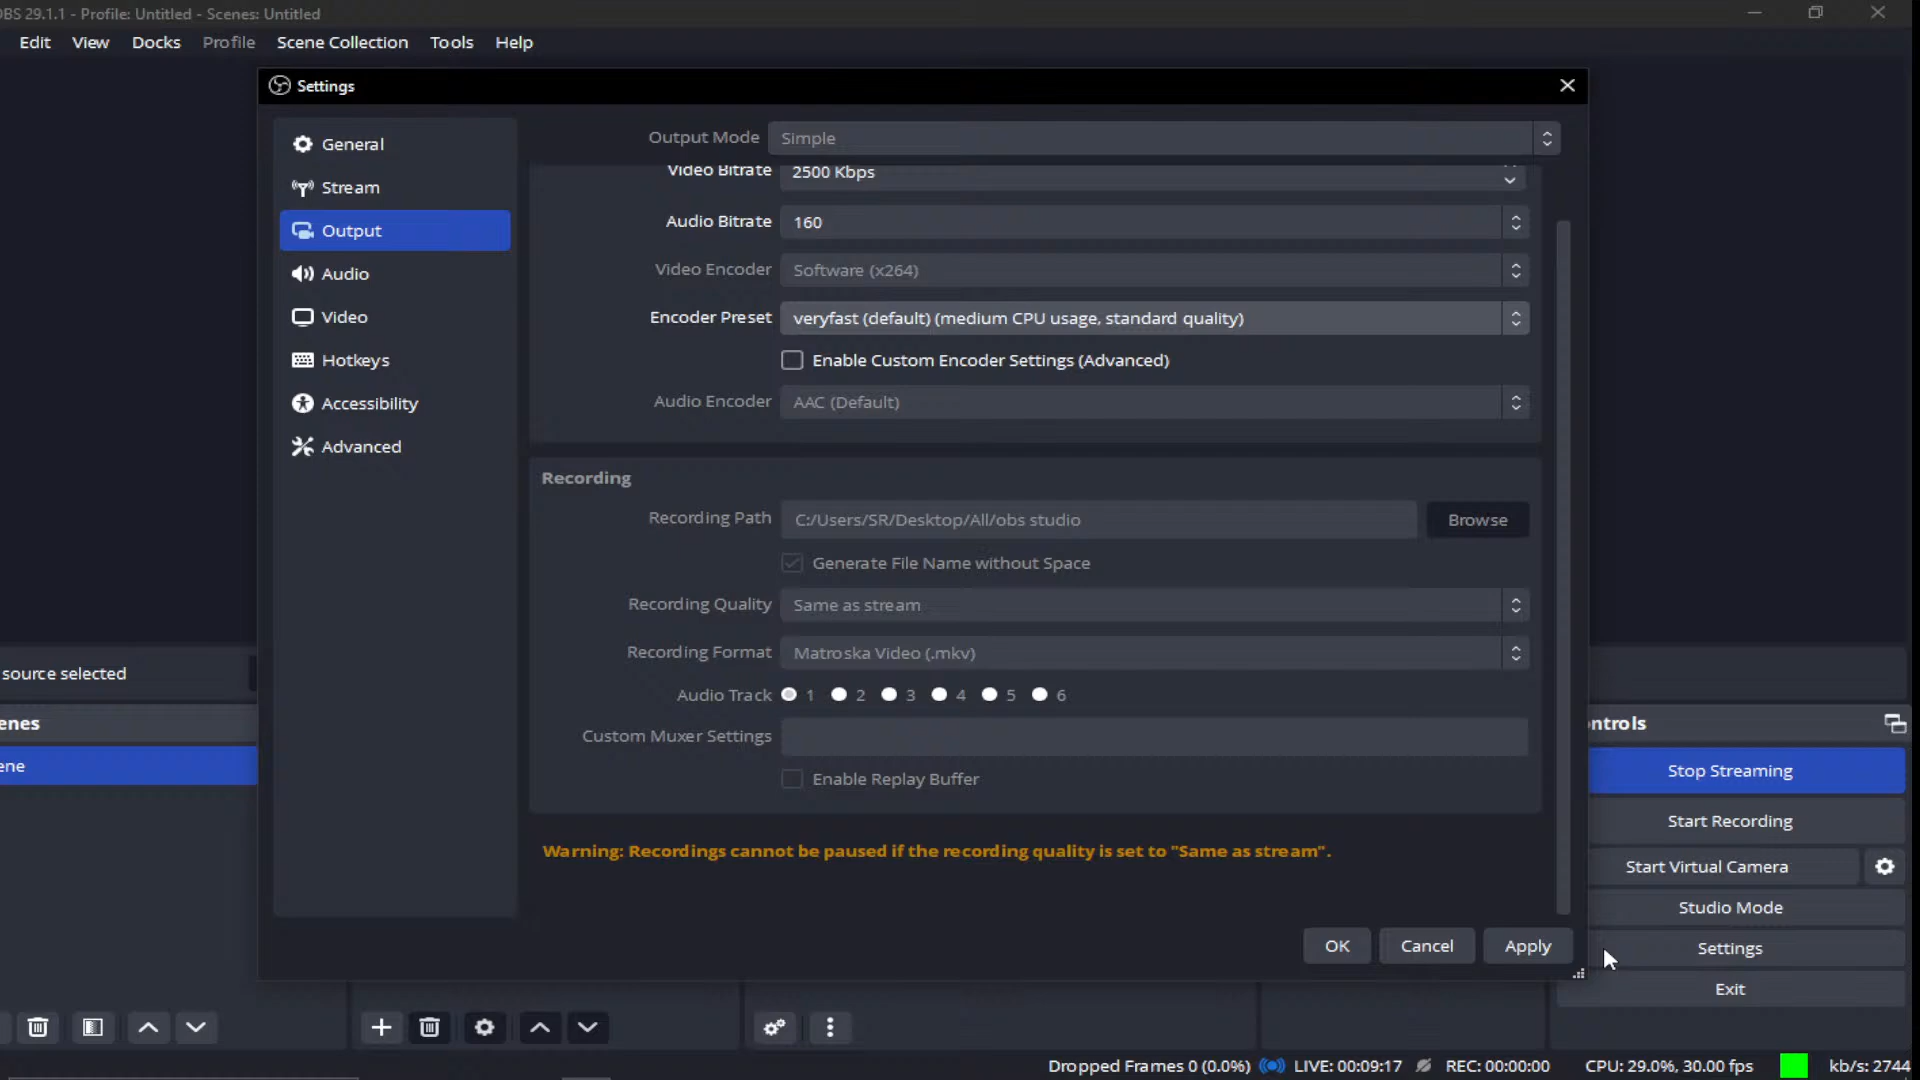 OBS 29.1.1 - Profile: Untitled - Scenes: Untitled
Edit View Docks Profile Scene Collection Tools Help
Settings
General
Stream
Output
Audio
Video
Hotkeys
Accessibility
Advanced
Output Mode Simple
Video Bitrate 2500 Kbps
Audio Bitrate 160
Video Encoder Software (x264)
Encoder Preset veryfast (default) (medium CPU usage, standard quality)
Enable Custom Encoder Settings (Advanced)
Audio Encoder AAC (Default)
Recording
Recording Path C:/Users/SR/Desktop/All/obs studio Browse
Generate File Name without Space
Recording Quality Same as stream
Recording Format Matroska Video (.mkv)
Audio Track 1 2 3 4 5 6
Custom Muxer Settings
Enable Replay Buffer
Warning: Recordings cannot be paused if the recording quality is set to "Same as stream".
OK Cancel Apply
source selected
enes
ene
ntrols
Stop Streaming
Start Recording
Start Virtual Camera
Studio Mode
Settings
Exit
Dropped Frames 0 (0.0%) LIVE: 00:09:17 REC: 00:00:00 CPU: 29.0%, 30.00 fps kb/s: 2744